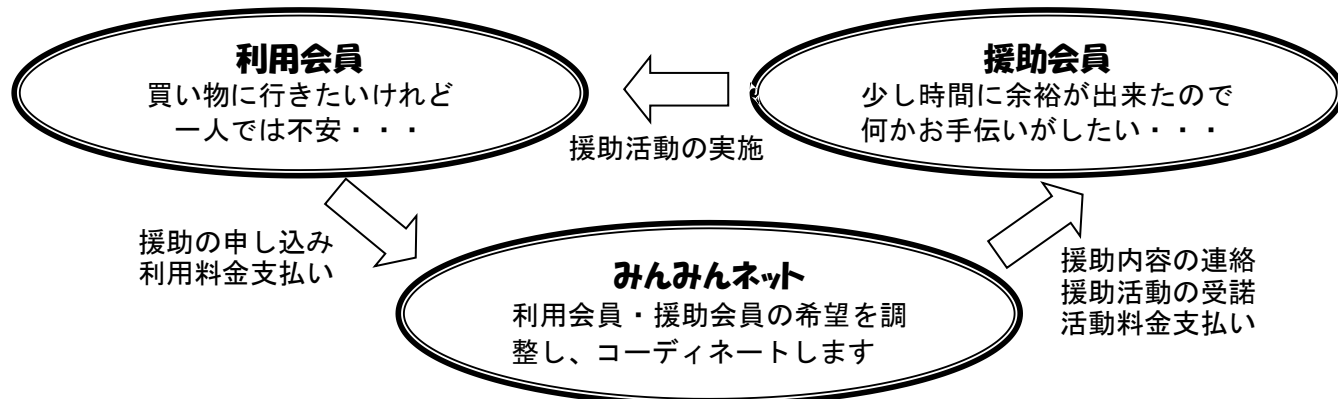 利用会員
買い物に行きたいけれど
一人では不安・・・
援助会員
少し時間に余裕が出来たので
何かお手伝いがしたい・・・
援助活動の実施
援助の申し込み
利用料金支払い
みんみんネット
利用会員・援助会員の希望を調
整し、コーディネートします
援助内容の連絡
援助活動の受諾
活動料金支払い